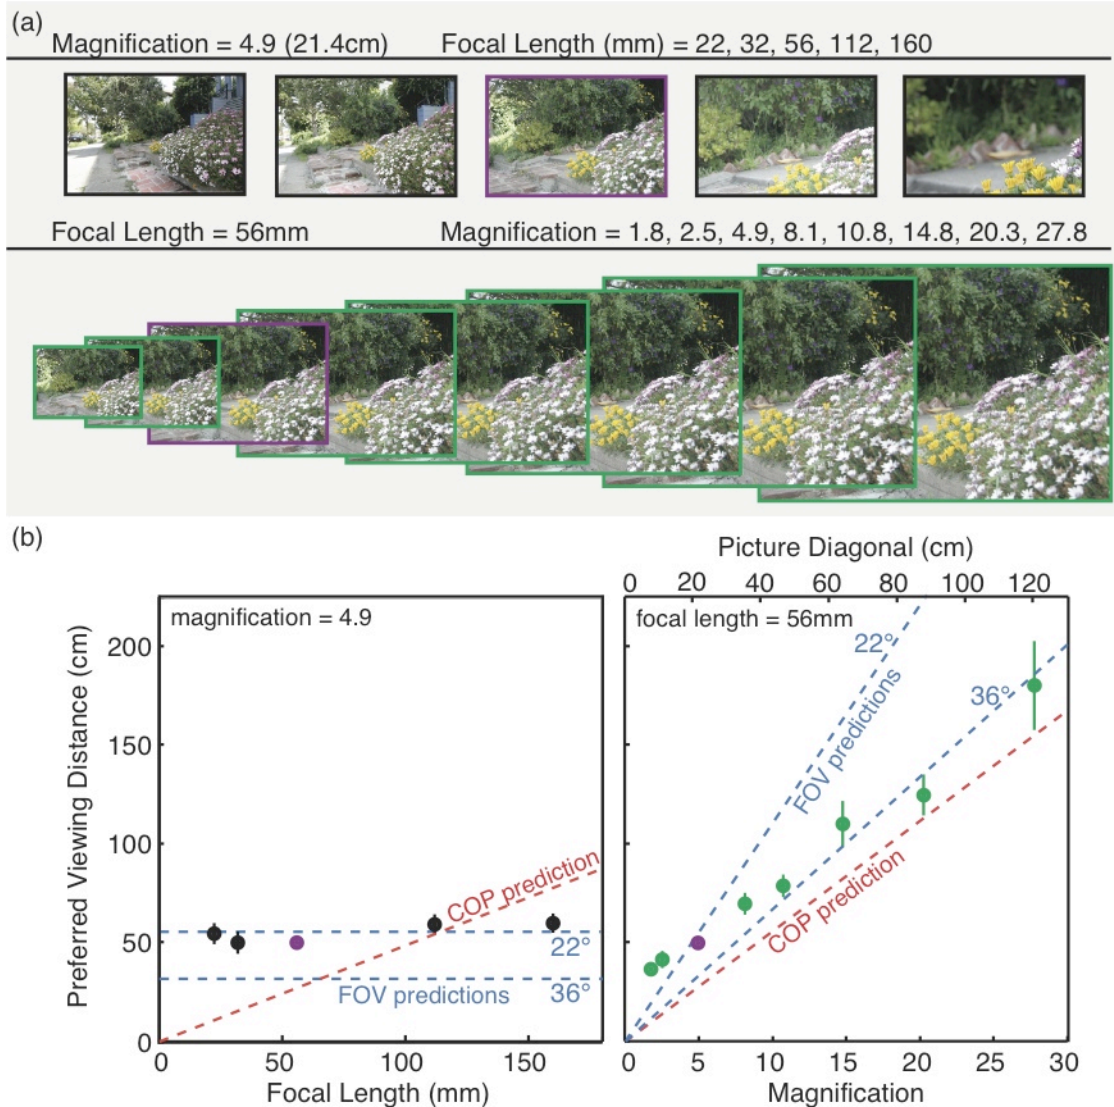 (a)
Magnification = 4.9 (21.4cm) Focal Length (mm) = 22, 32, 56, 112, 160
Focal Length = 56mm Magnification = 1.8, 2.5, 4.9, 8.1, 10.8, 14.8, 20.3, 27.8
(b)
Preferred Viewing Distance (cm)
magnification = 4.9
200
150
100
50
0
COP prediction
22°
FOV predictions
36°
0 50 100 150
Focal Length (mm)
Picture Diagonal (cm)
0 20 40 60 80 100 120
focal length = 56mm
22°
FOV predictions
36°
COP prediction
0 5 10 15 20 25 30
Magnification